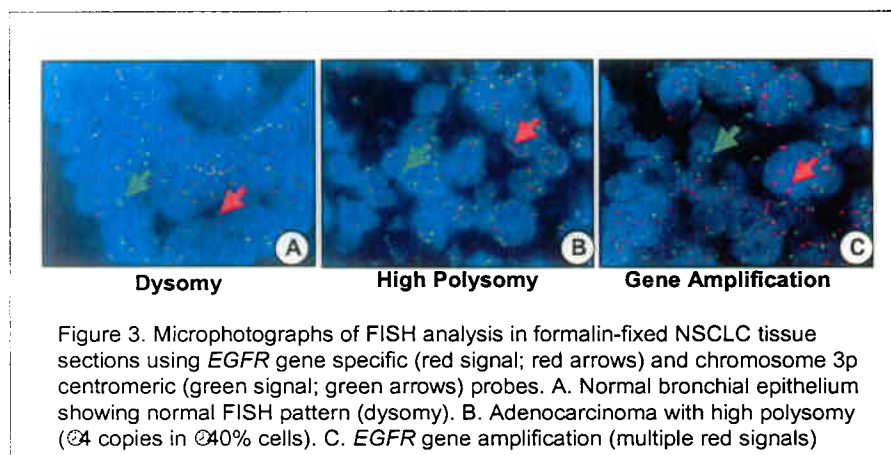 A B C
Dysomy High Polysomy Gene Amplification
Figure 3. Microphotographs of FISH analysis in formalin-fixed NSCLC tissue
sections using EGFR gene specific (red signal; red arrows) and chromosome 3p
centromeric (green signal; green arrows) probes. A. Normal bronchial epithelium
showing normal FISH pattern (dysomy). B. Adenocarcinoma with high polysomy
(4 copies in 40% cells). C. EGFR gene amplification (multiple red signals)